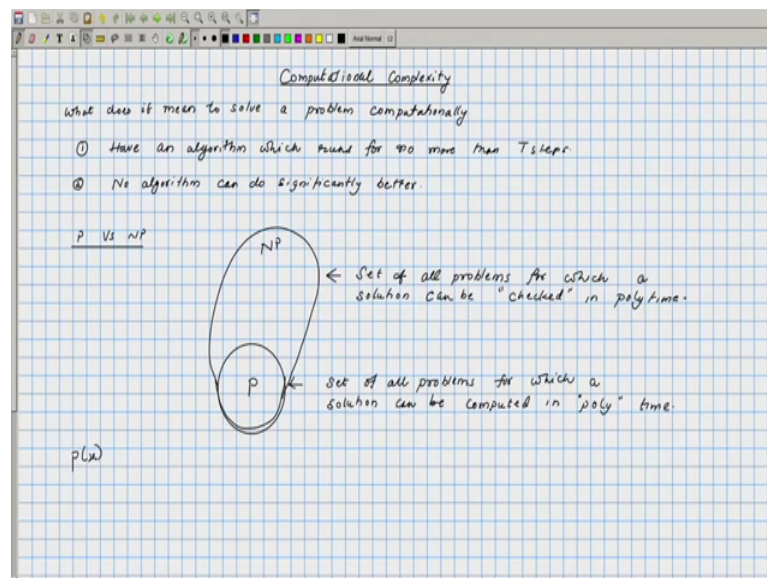 Arial Normal 12
Computational Complexity
What does it mean to solve a problem computationally
① Have an algorithm which runs for no more than T steps.
② No algorithm can do significantly better.
P Vs NP
NP
← Set of all problems for which a
solution can be "checked" in poly time.
P
← Set of all problems for which a
solution can be computed in "poly" time.
p(x)